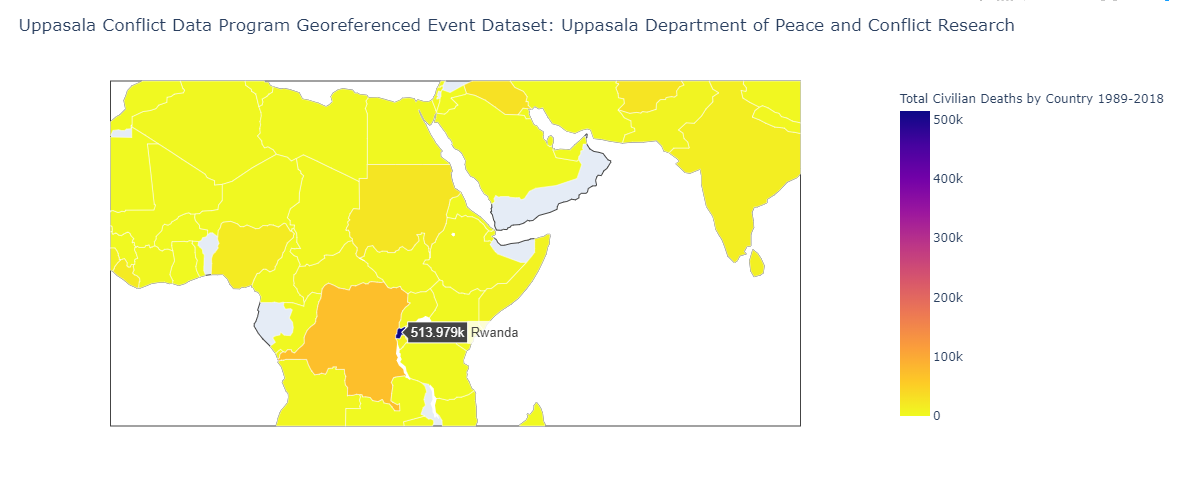 Uppasala Conflict Data Program Georeferenced Event Dataset: Uppasala Department of Peace and Conflict Research
Total Civilian Deaths by Country 1989-2018
500k
400k
300k
200k
100k
0
513.979k Rwanda